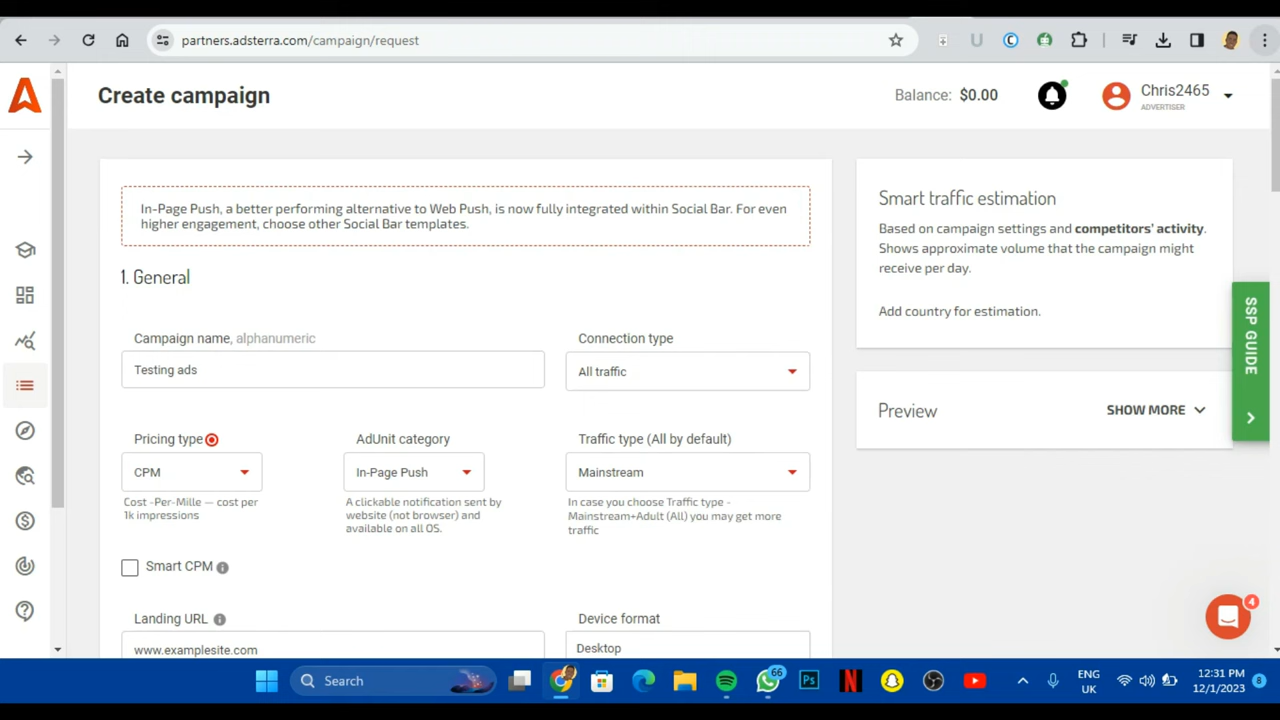 partners.adsterra.com/campaign/request
Create campaign
Balance: $0.00
Chris2465
ADVERTISER
In-Page Push, a better performing alternative to Web Push, is now fully integrated within Social Bar. For even
higher engagement, choose other Social Bar templates.
1. General
Campaign name, alphanumeric
Connection type
Testing ads
All traffic
Pricing type
AdUnit category
Traffic type (All by default)
CPM
In-Page Push
Mainstream
Cost -Per-Mille — cost per
1k impressions
A clickable notification sent by
website (not browser) and
available on all OS.
In case you choose Traffic type -
Mainstream+Adult (All) you may get more
traffic
Smart CPM
Landing URL
Device format
www.examplesite.com
Desktop
Smart traffic estimation
Based on campaign settings and competitors' activity.
Shows approximate volume that the campaign might
receive per day.
Add country for estimation.
Preview
SHOW MORE
SSP GUIDE
4
Search
66
Ps
N
ENG
UK
12:31 PM
12/1/2023
8